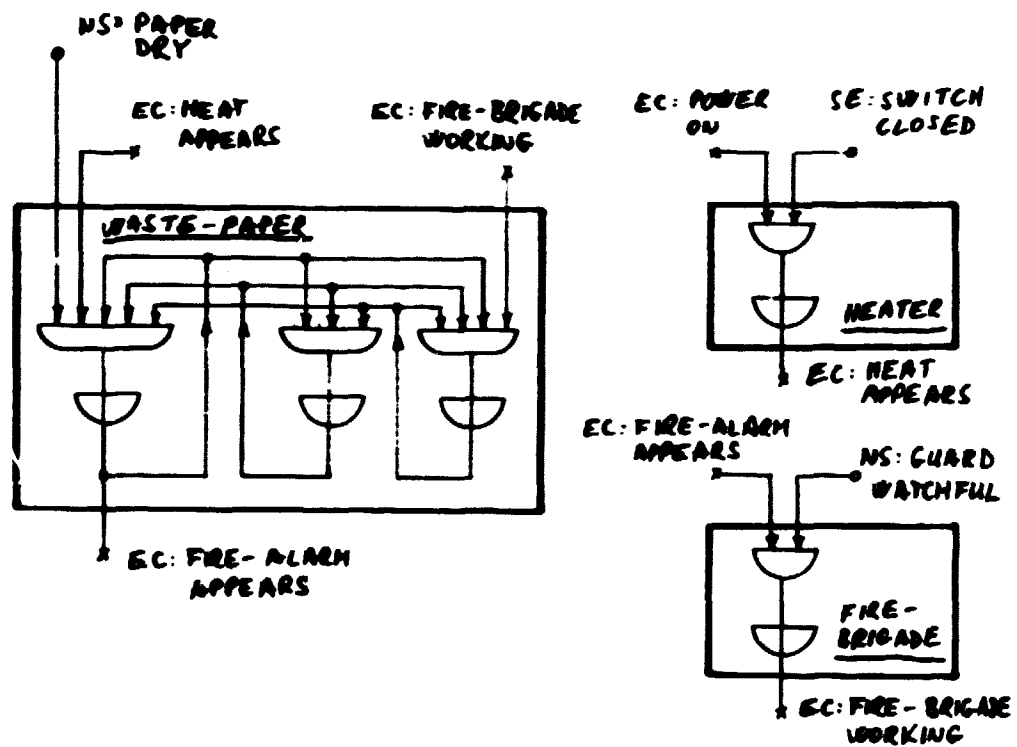 NS: PAPER
DRY
EC: HEAT
APPEARS
EC: FIRE-BRIGADE
WORKING
WASTE-PAPER
EC: FIRE-ALARM
APPEARS
EC: POWER
ON
SE: SWITCH
CLOSED
HEATER
EC: HEAT
APPEARS
EC: FIRE-ALARM
APPEARS
NS: GUARD
WATCHFUL
FIRE-
BRIGADE
EC: FIRE-BRIGADE
WORKING